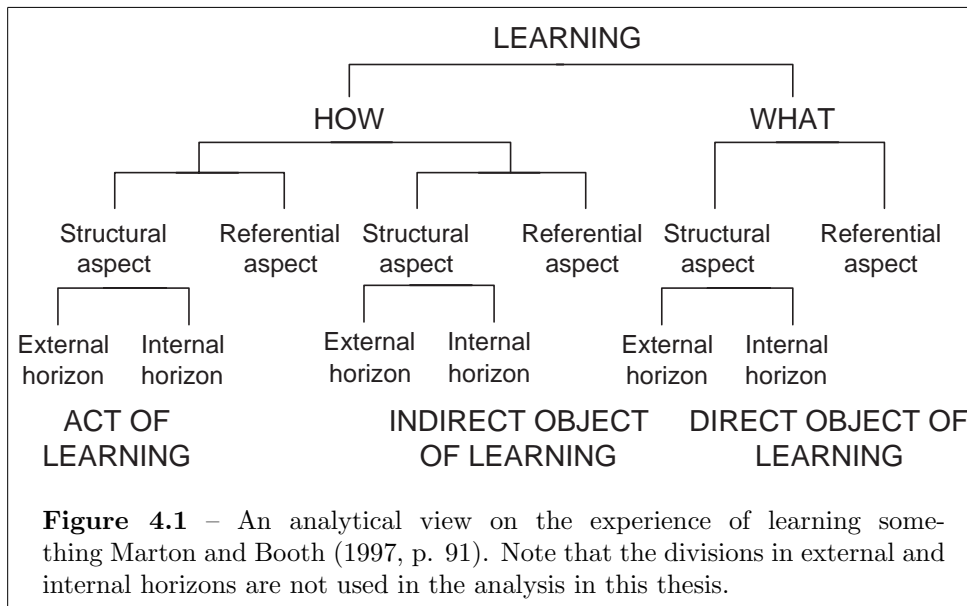 LEARNING
HOW WHAT
Structural Referential Structural Referential Structural Referential
aspect aspect aspect aspect aspect aspect
External Internal External Internal External Internal
horizon horizon horizon horizon horizon horizon
ACT OF INDIRECT OBJECT DIRECT OBJECT OF
LEARNING OF LEARNING LEARNING
Figure 4.1 – An analytical view on the experience of learning some-
thing Marton and Booth (1997, p. 91). Note that the divisions in external and
internal horizons are not used in the analysis in this thesis.